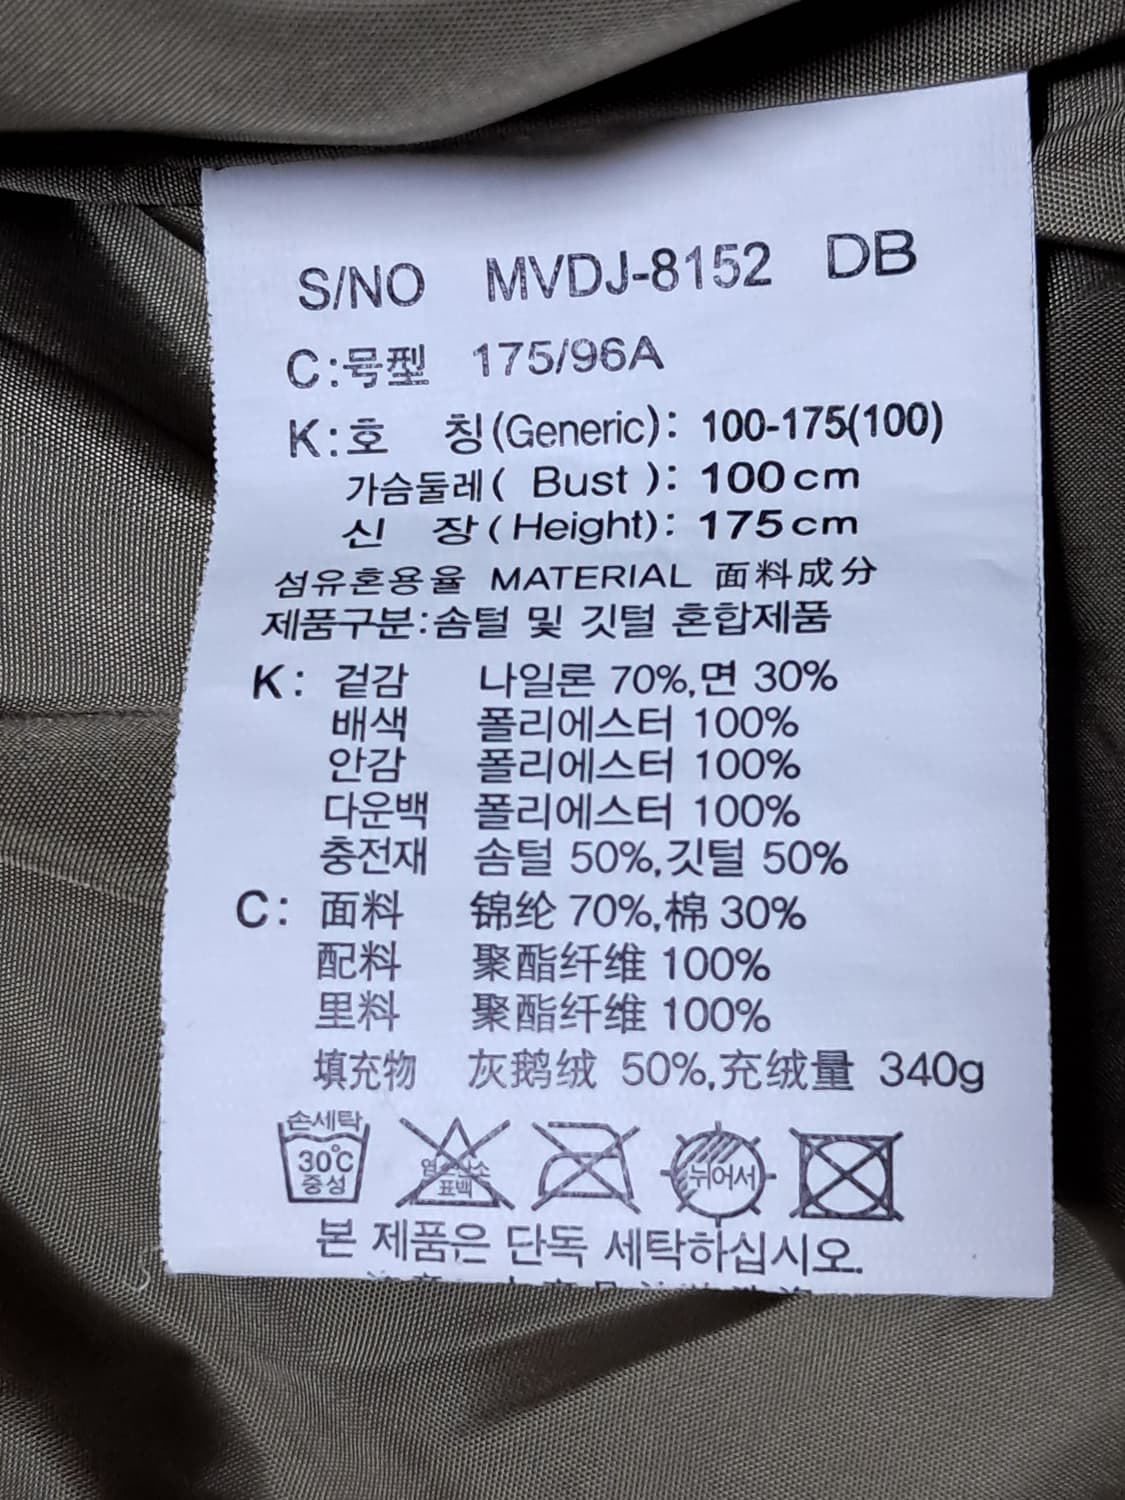 S/NO MVDJ-8152 DB
C:号型 175/96A
K:호 칭(Generic): 100-175(100)
가슴둘레( Bust ): 100cm
신 장(Height): 175cm
섬유혼용율 MATERIAL 面料成分
제품구분:솜털 및 깃털 혼합제품
K: 겉감 나일론 70%,면 30%
배색 폴리에스터 100%
안감 폴리에스터 100%
다운백 폴리에스터 100%
충전재 솜털 50%,깃털 50%
C: 面料 锦纶 70%,棉 30%
配料 聚酯纤维 100%
里料 聚酯纤维 100%
填充物 灰鹅绒 50%,充绒量 340g
손세탁
30℃
중성
염소산소
표백
뉘어서
본 제품은 단독 세탁하십시오.